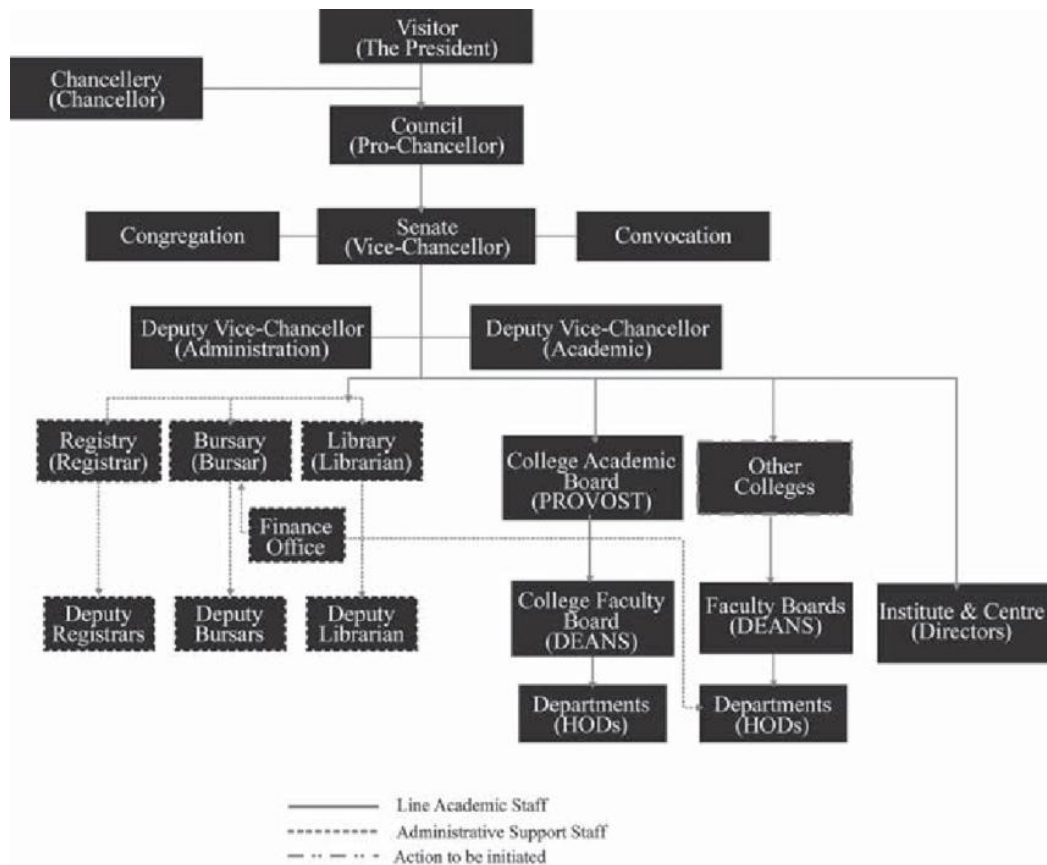 Visitor
(The President)
Chancellery
(Chancellor)
Council
(Pro-Chancellor)
Congregation
Senate
(Vice-Chancellor)
Convocation
Deputy Vice-Chancellor
(Administration)
Deputy Vice-Chancellor
(Academic)
Registry
(Registrar)
Bursary
(Bursar)
Library
(Librarian)
College Academic
Board
(PROVOST)
Other
Colleges
Finance
Office
Deputy
Registrars
Deputy
Bursars
Deputy
Librarian
College Faculty
Board
(DEANS)
Faculty Boards
(DEANS)
Institute & Centre
(Directors)
Departments
(HODs)
Departments
(HODs)
Line Academic Staff
Administrative Support Staff
Action to be initiated